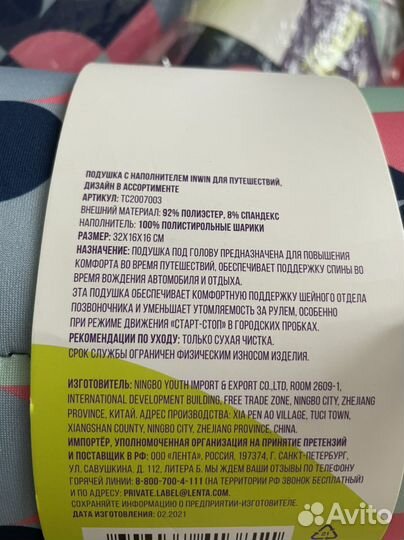 ПОДУШКА С НАПОЛНИТЕЛЕМ INWIN ДЛЯ ПУТЕШЕСТВИЙ,
ДИЗАЙН В АССОРТИМЕНТЕ
АРТИКУЛ: TC2007003
ВНЕШНИЙ МАТЕРИАЛ: 92% ПОЛИЭСТЕР, 8% СПАНДЕКС
НАПОЛНИТЕЛЬ: 100% ПОЛИСТИРОЛЬНЫЕ ШАРИКИ
РАЗМЕР: 32Х16Х16 СМ
НАЗНАЧЕНИЕ: ПОДУШКА ПОД ГОЛОВУ ПРЕДНАЗНАЧЕНА ДЛЯ ПОВЫШЕНИЯ
КОМФОРТА ВО ВРЕМЯ ПУТЕШЕСТВИЙ, ОБЕСПЕЧИВАЕТ ПОДДЕРЖКУ СПИНЫ ВО
ВРЕМЯ ВОЖДЕНИЯ АВТОМОБИЛЯ И ОТДЫХА.
ЭТА ПОДУШКА ОБЕСПЕЧИВАЕТ КОМФОРТНУЮ ПОДДЕРЖКУ ШЕЙНОГО ОТДЕЛА
ПОЗВОНОЧНИКА И УМЕНЬШАЕТ УТОМЛЯЕМОСТЬ ЗА РУЛЕМ, ОСОБЕННО
ПРИ РЕЖИМЕ ДВИЖЕНИЯ «СТАРТ-СТОП» В ГОРОДСКИХ ПРОБКАХ.
РЕКОМЕНДАЦИИ ПО УХОДУ: ТОЛЬКО СУХАЯ ЧИСТКА.
СРОК СЛУЖБЫ ОГРАНИЧЕН ФИЗИЧЕСКИМ ИЗНОСОМ ИЗДЕЛИЯ.
ИЗГОТОВИТЕЛЬ: NINGBO YOUTH IMPORT & EXPORT CO.,LTD, ROOM 2609-1,
INTERNATIONAL DEVELOPMENT BUILDING, FREE TRADE ZONE, NINGBO CITY, ZHEJIANG
PROVINCE, КИТАЙ. АДРЕС ПРОИЗВОДСТВА: XIA PEN AO VILLAGE, TUCI TOWN,
XIANGSHAN COUNTY, NINGBO CITY, ZHEJIANG PROVINCE, CHINA.
ИМПОРТЁР, УПОЛНОМОЧЕННАЯ ОРГАНИЗАЦИЯ НА ПРИНЯТИЕ ПРЕТЕНЗИЙ
И ПОСТАВЩИК В РФ: ООО «ЛЕНТА», РОССИЯ, 197374, Г. САНКТ-ПЕТЕРБУРГ,
УЛ. САВУШКИНА, Д. 112, ЛИТЕРА Б. МЫ ЖДЕМ ВАШИ ОТЗЫВЫ ПО ТЕЛЕФОНУ
ГОРЯЧЕЙ ЛИНИИ: 8-800-700-4-111 (НА ТЕРРИТОРИИ РФ ЗВОНОК БЕСПЛАТНЫЙ)
И ПО АДРЕСУ: PRIVATE.LABEL@LENTA.COM.
СОХРАНЯЙТЕ ИНФОРМАЦИЮ О ПРЕДПРИЯТИИ-ИЗГОТОВИТЕЛЕ.
ДАТА ИЗГОТОВЛЕНИЯ: 02.2021
Avito